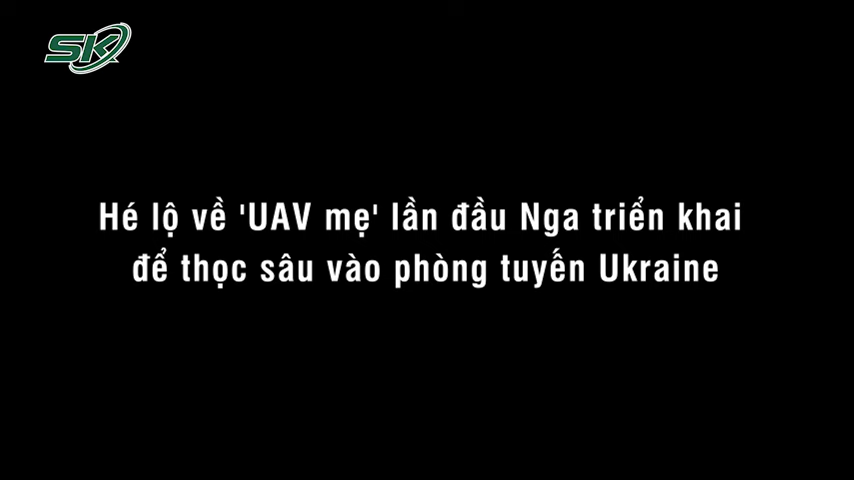 SK
Hé lộ về 'UAV mẹ' lần đầu Nga triển khai
để thọc sâu vào phòng tuyến Ukraine